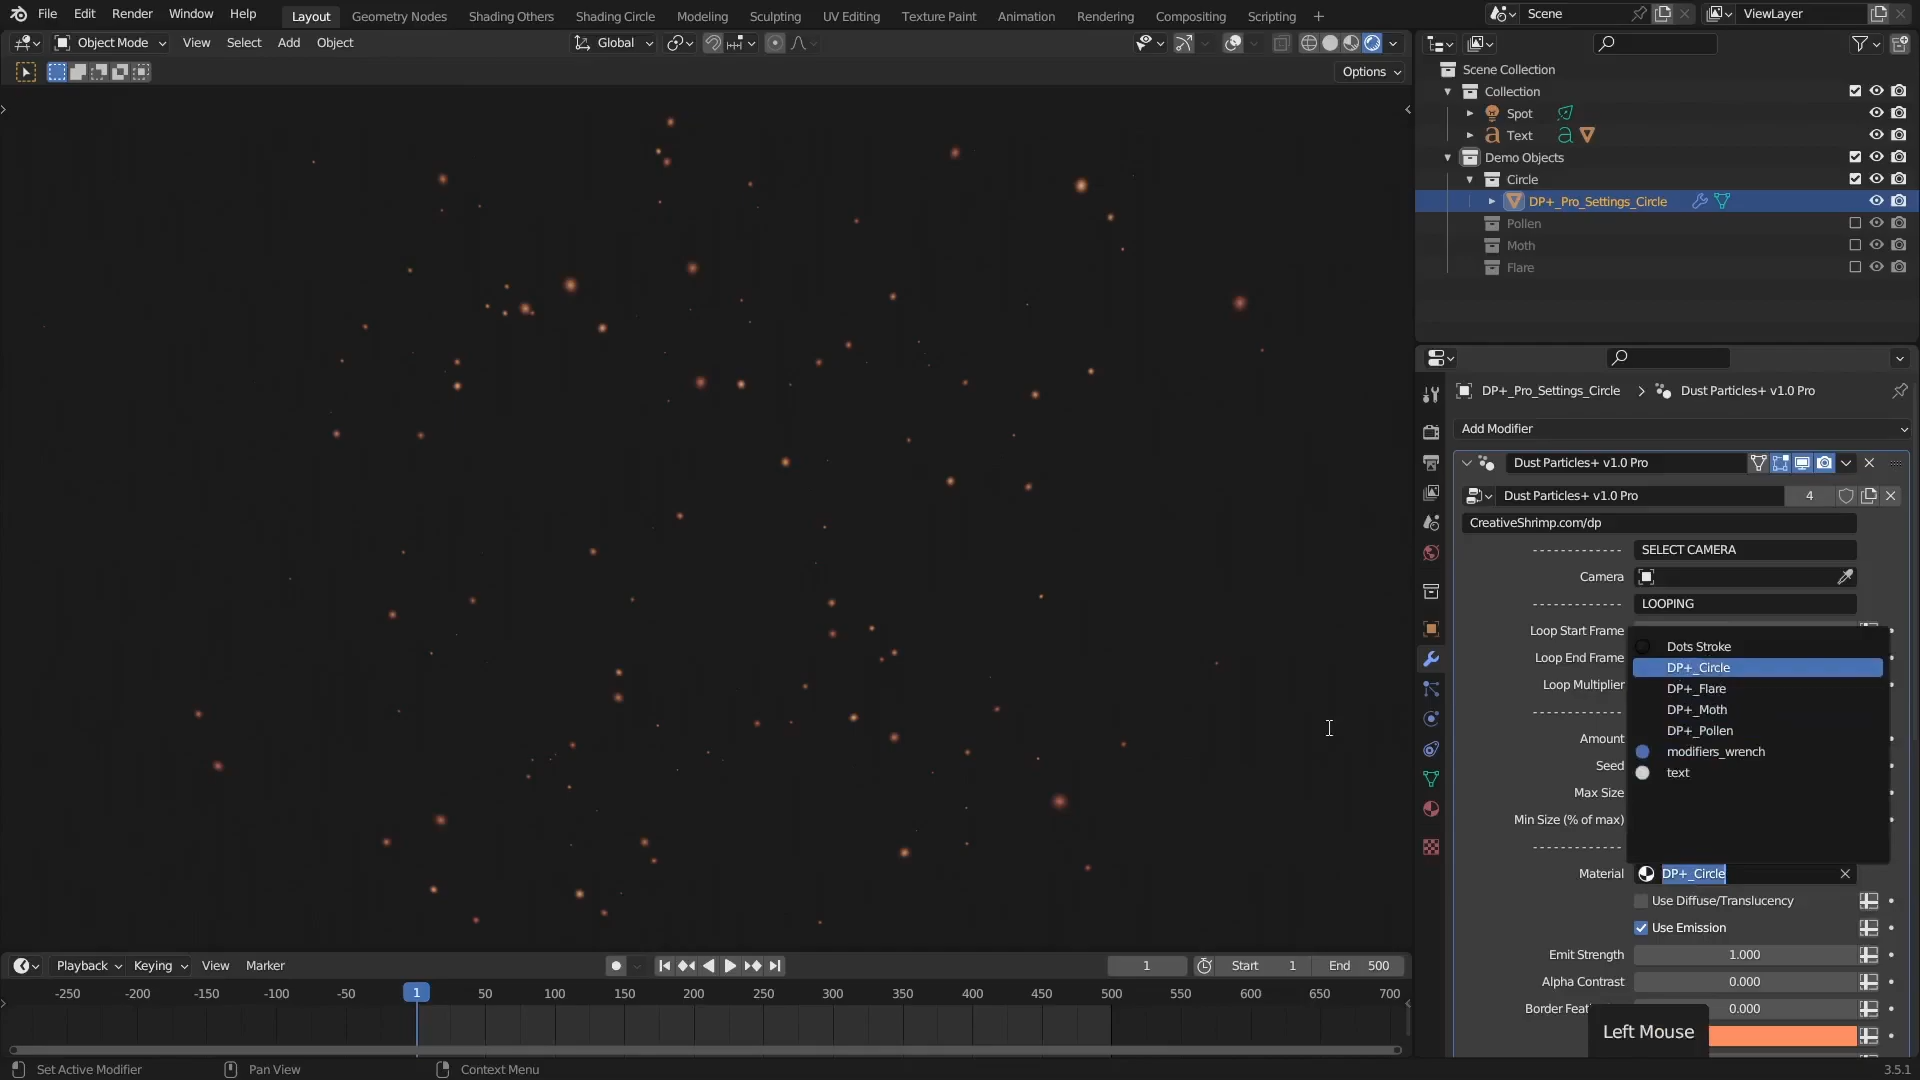 File Edit Render Window Help Layout Geometry Nodes Shading Others Shading Circle Modeling Sculpting UV Editing Texture Paint Animation Rendering Compositing Scripting + Scene ViewLayer
Object Mode View Select Add Object Global
Options
Scene Collection
Collection
Spot
Text
Demo Objects
Circle
DP+_Pro_Settings_Circle
Pollen
Moth
Flare
DP+_Pro_Settings_Circle > Dust Particles+ v1.0 Pro
Add Modifier
Dust Particles+ v1.0 Pro
Dust Particles+ v1.0 Pro 4
CreativeShrimp.com/dp
------------- SELECT CAMERA
Camera
------------- LOOPING
Loop Start Frame
Loop End Frame
Loop Multiplier
-------------
Amount
Seed
Max Size
Min Size (% of max)
-------------
Dots Stroke
DP+_Circle
DP+_Flare
DP+_Moth
DP+_Pollen
modifiers_wrench
text
Material DP+_Circle
Use Diffuse/Translucency
Use Emission
Emit Strength 1.000
Alpha Contrast 0.000
Border Feath 0.000
Left Mouse
Playback Keying View Marker 1 Start 1 End 500
-250 -200 -150 -100 -50 1 50 100 150 200 250 300 350 400 450 500 550 600 650 700
Set Active Modifier Pan View Context Menu 3.5.1